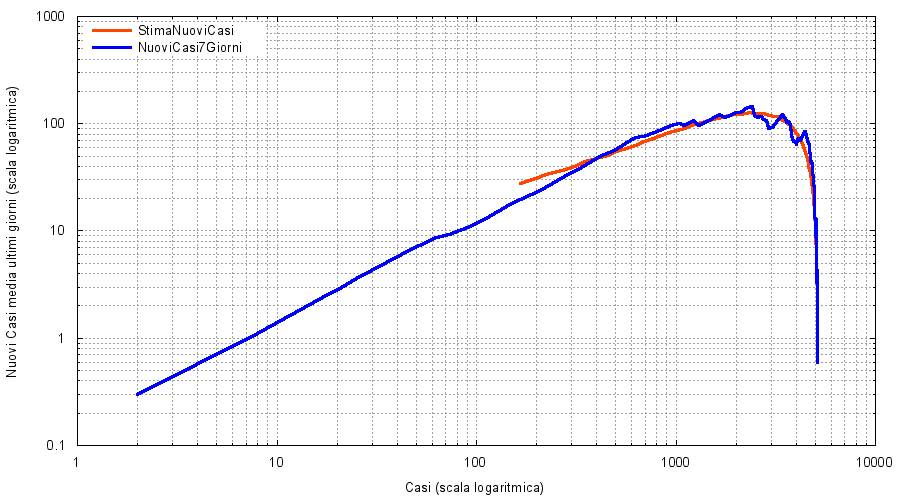 1000
StimaNuoviCasi
NuoviCasi7Giorni
100
10
1
0.1
Nuovi Casi media ultimi giorni (scala logaritmica)
1 10 100 1000 10000
Casi (scala logaritmica)